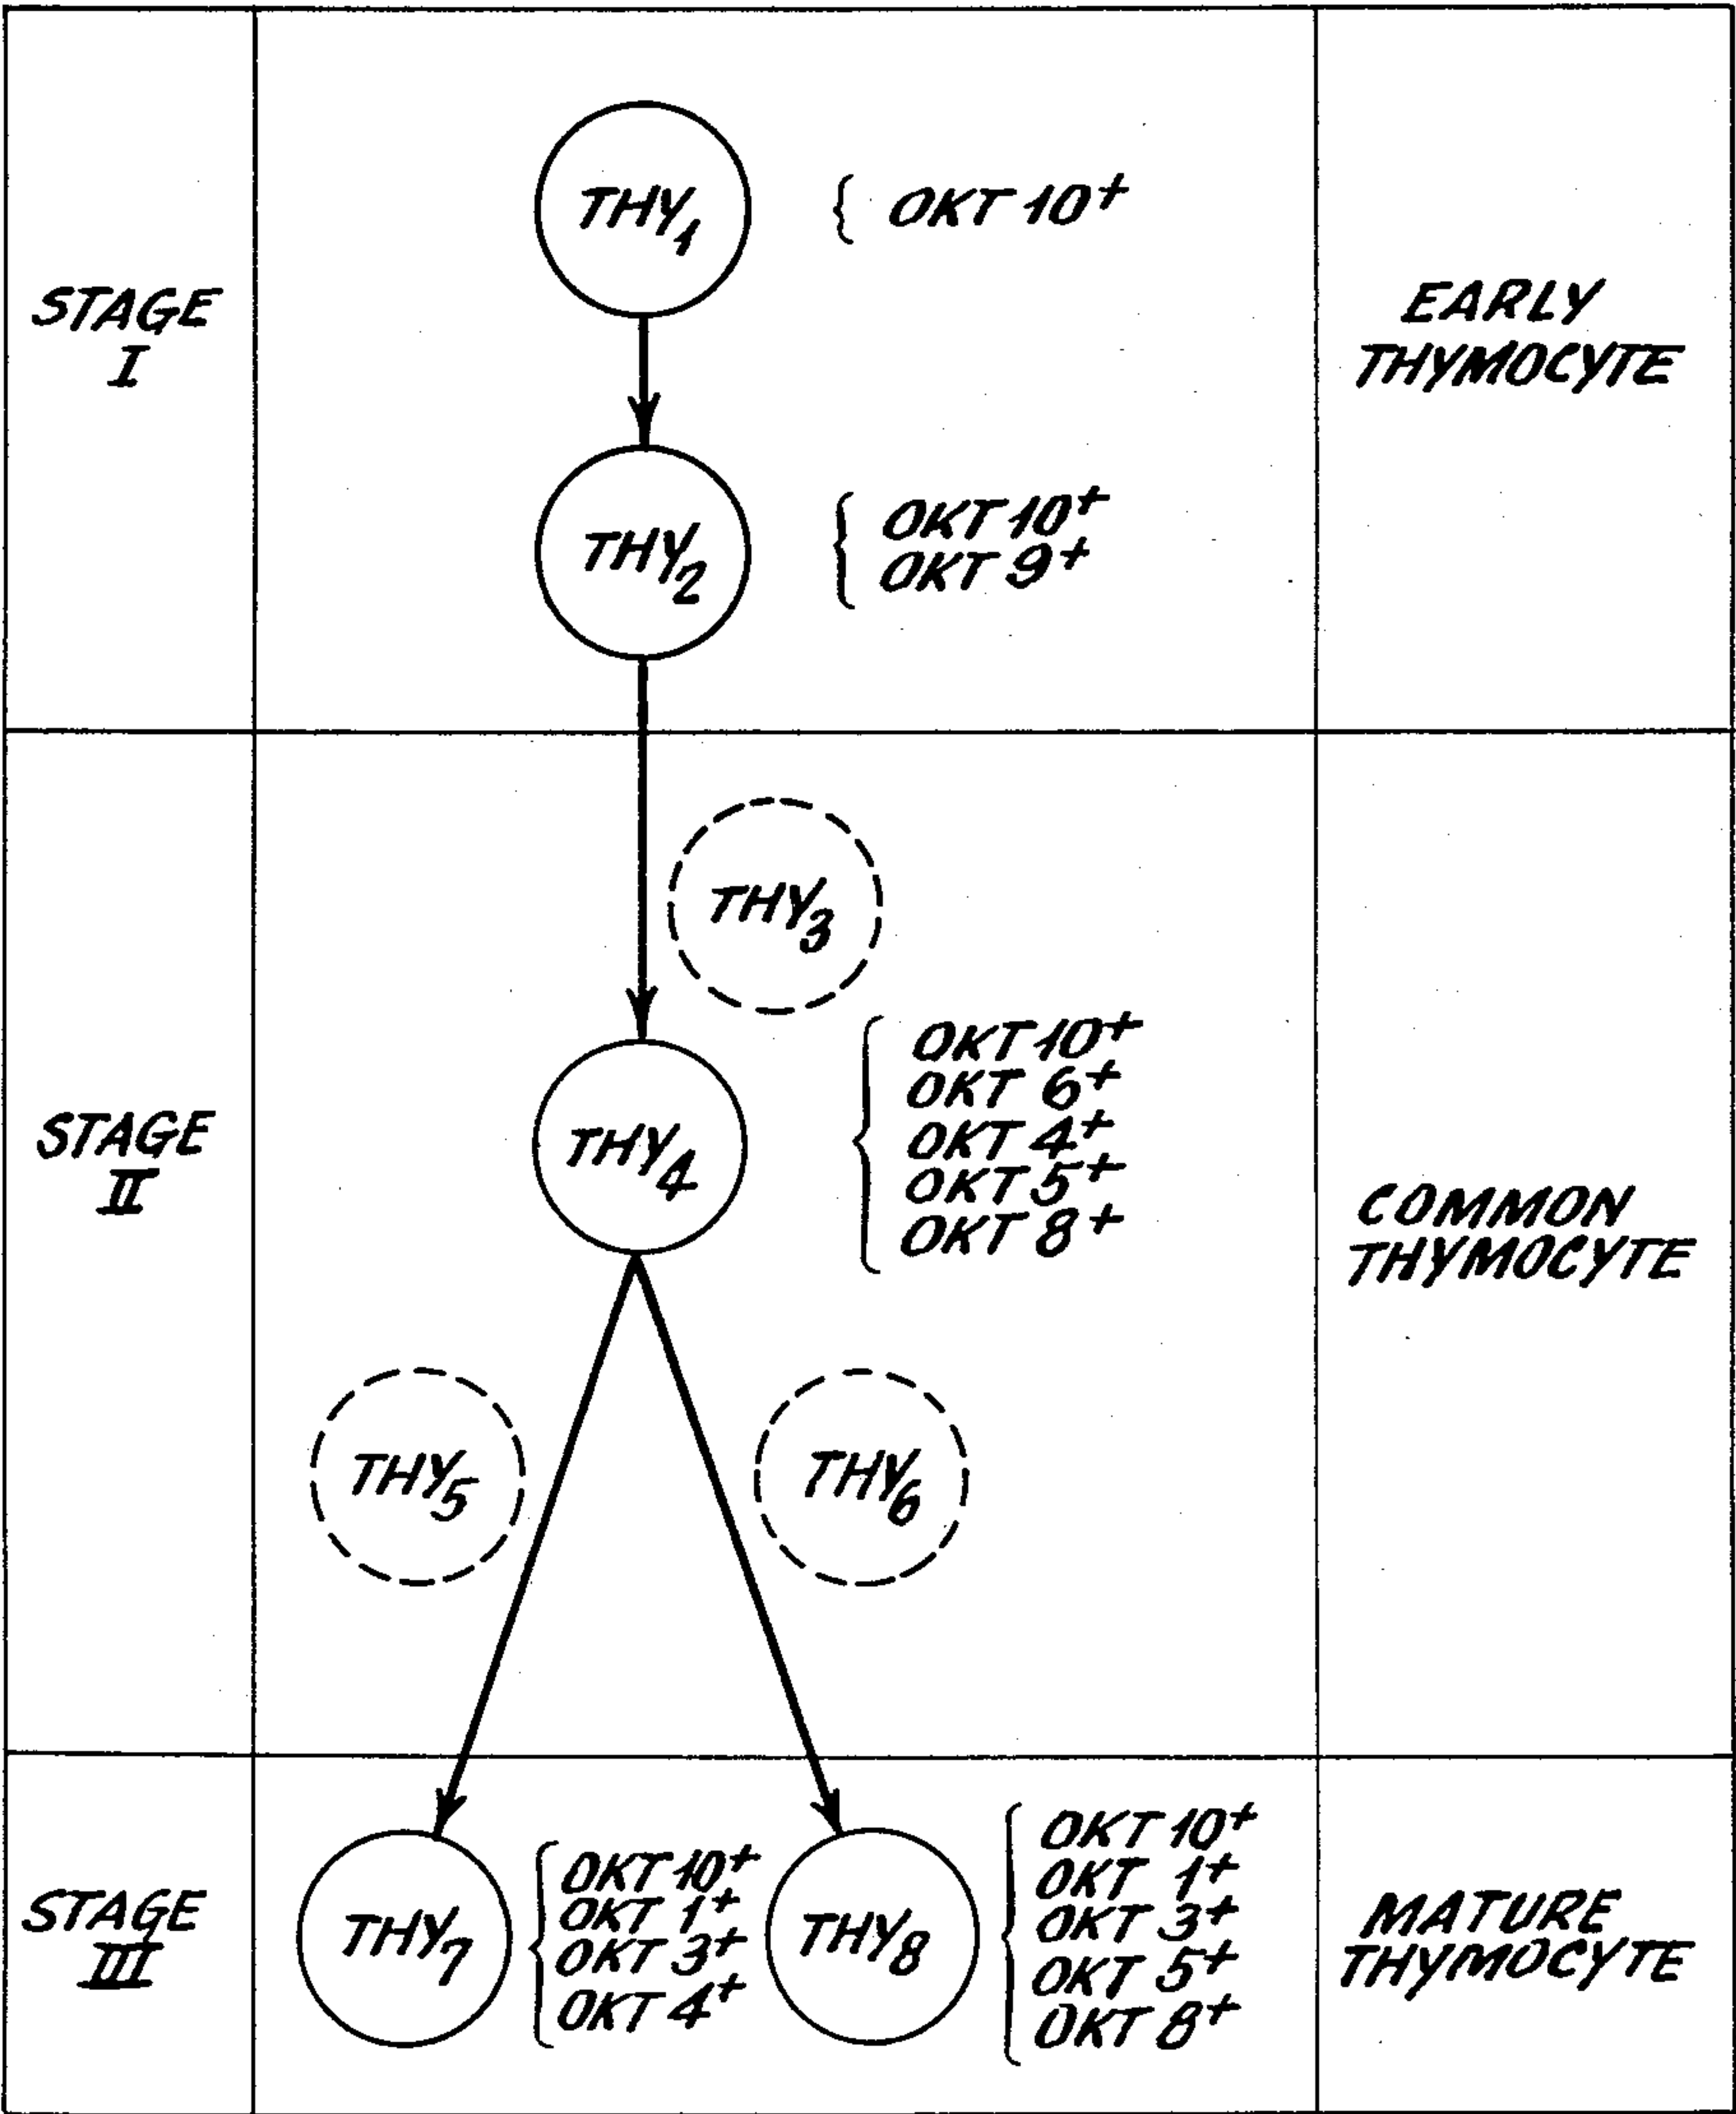 STAGE
I
THY1
{ OKT 10+
THY2
{ OKT 10+
OKT 9+
EARLY
THYMOCYTE
STAGE
II
THY3
THY4
{ OKT 10+
OKT 6+
OKT 4+
OKT 5+
OKT 8+
THY5
THY6
COMMON
THYMOCYTE
STAGE
III
THY7
{ OKT 10+
OKT 1+
OKT 3+
OKT 4+
THY8
{ OKT 10+
OKT 1+
OKT 3+
OKT 5+
OKT 8+
MATURE
THYMOCYTE